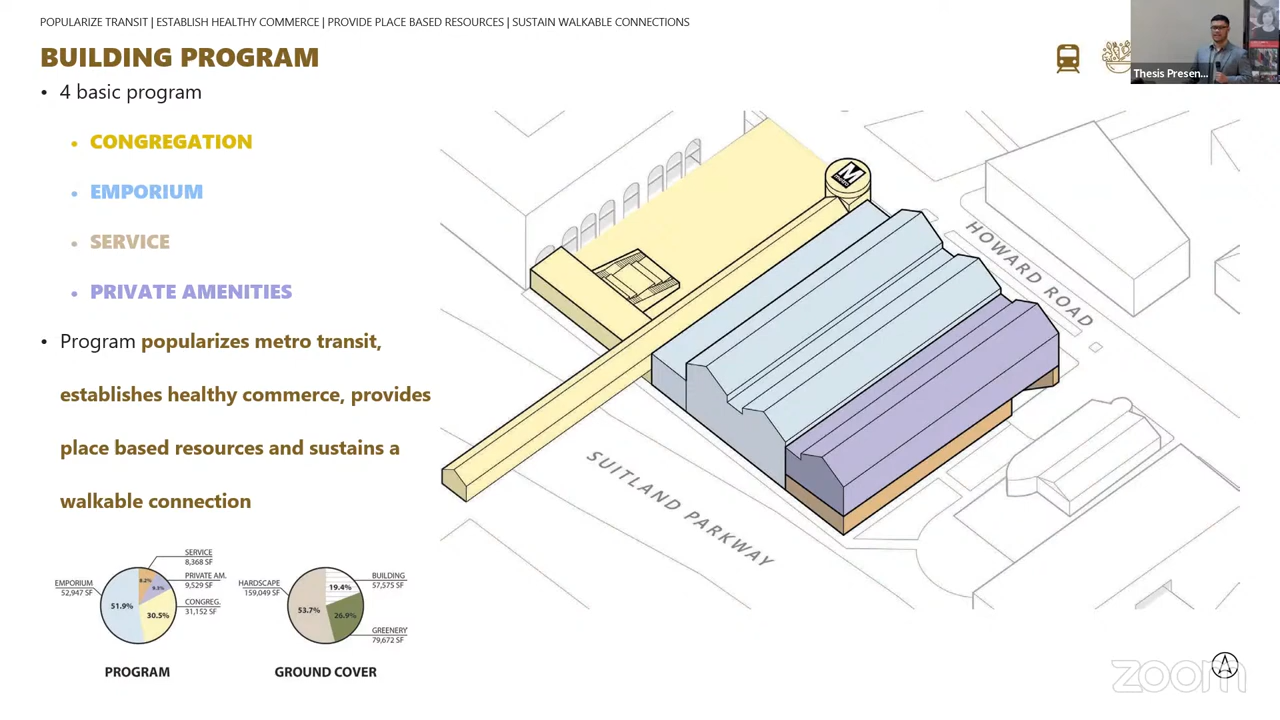 POPULARIZE TRANSIT | ESTABLISH HEALTHY COMMERCE | PROVIDE PLACE BASED RESOURCES | SUSTAIN WALKABLE CONNECTIONS
BUILDING PROGRAM
Thesis Presen...
• 4 basic program
• CONGREGATION
• EMPORIUM
• SERVICE
• PRIVATE AMENITIES
• Program popularizes metro transit,
establishes healthy commerce, provides
place based resources and sustains a
walkable connection
M
HOWARD ROAD
SUITLAND PARKWAY
SERVICE
8,368 SF
PRIVATE AM.
9,529 SF
CONGREG.
31,152 SF
EMPORIUM
52,947 SF
8.2%
9.3%
51.9%
30.5%
PROGRAM
HARDSCAPE
159,049 SF
BUILDING
57,575 SF
GREENERY
79,672 SF
19.4%
53.7%
26.9%
GROUND COVER
zoom